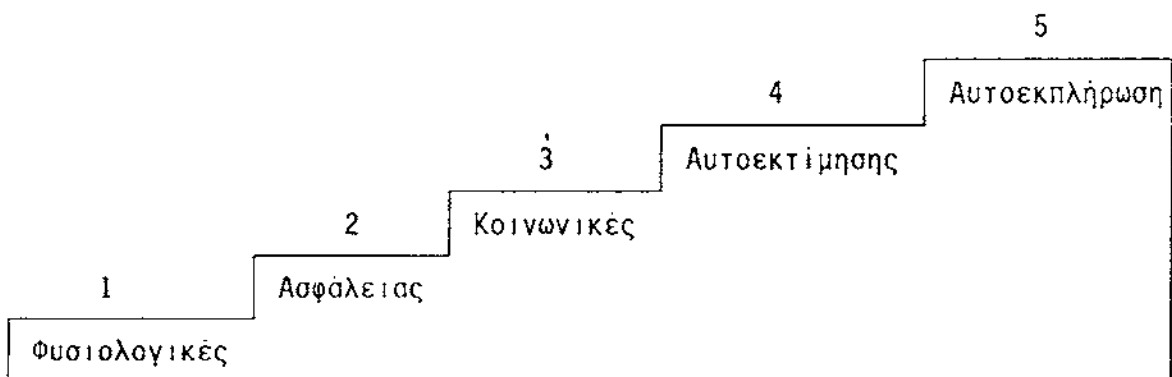 5
4
Αυτοεκπλήρωση
3
Αυτοεκτίμησης
2
Κοινωνικές
1
Ασφάλειας
Φυσιολογικές